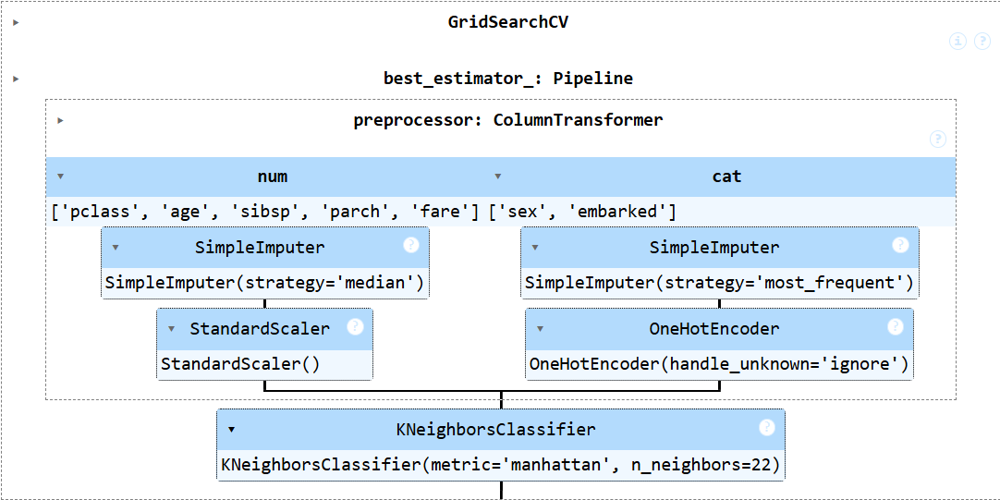 GridSearchCV
i ?
best_estimator_: Pipeline
preprocessor: ColumnTransformer
?
num cat
['pclass', 'age', 'sibsp', 'parch', 'fare'] ['sex', 'embarked']
SimpleImputer ? SimpleImputer ?
SimpleImputer(strategy='median') SimpleImputer(strategy='most_frequent')
StandardScaler ? OneHotEncoder ?
StandardScaler() OneHotEncoder(handle_unknown='ignore')
KNeighborsClassifier ?
KNeighborsClassifier(metric='manhattan', n_neighbors=22)